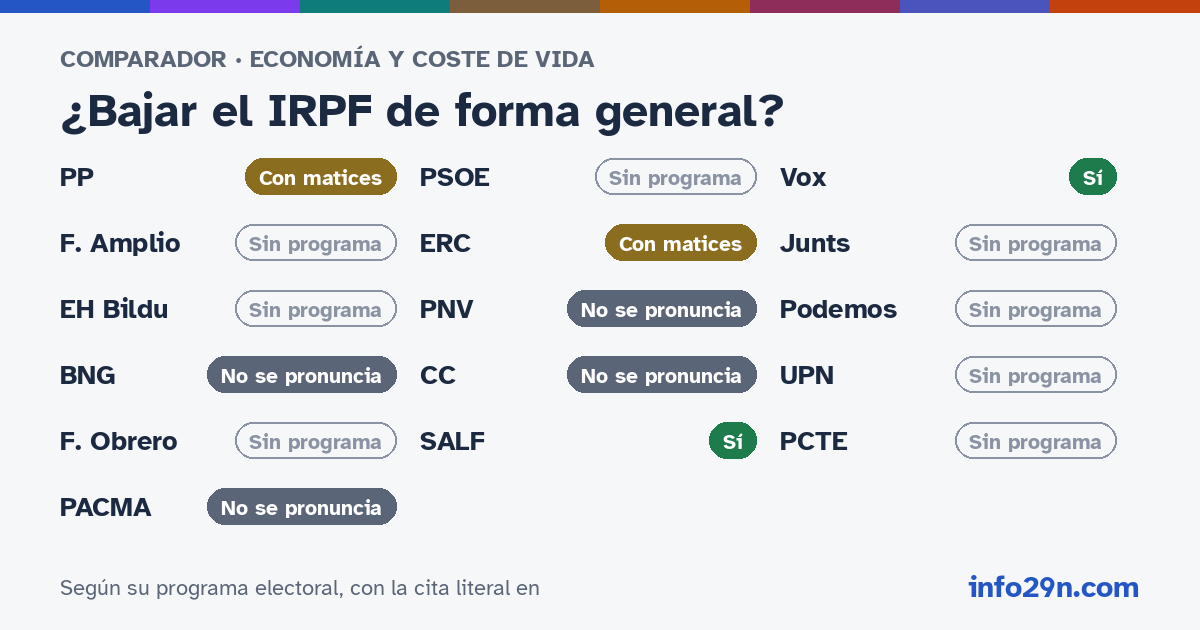 COMPARADOR · ECONOMÍA Y COSTE DE VIDA
¿Bajar el IRPF de forma general?
PP Con matices PSOE Sin programa Vox Sí
F. Amplio Sin programa ERC Con matices Junts Sin programa
EH Bildu Sin programa PNV No se pronuncia Podemos Sin programa
BNG No se pronuncia CC No se pronuncia UPN Sin programa
F. Obrero Sin programa SALF Sí PCTE Sin programa
PACMA No se pronuncia
Según su programa electoral, con la cita literal en info29n.com